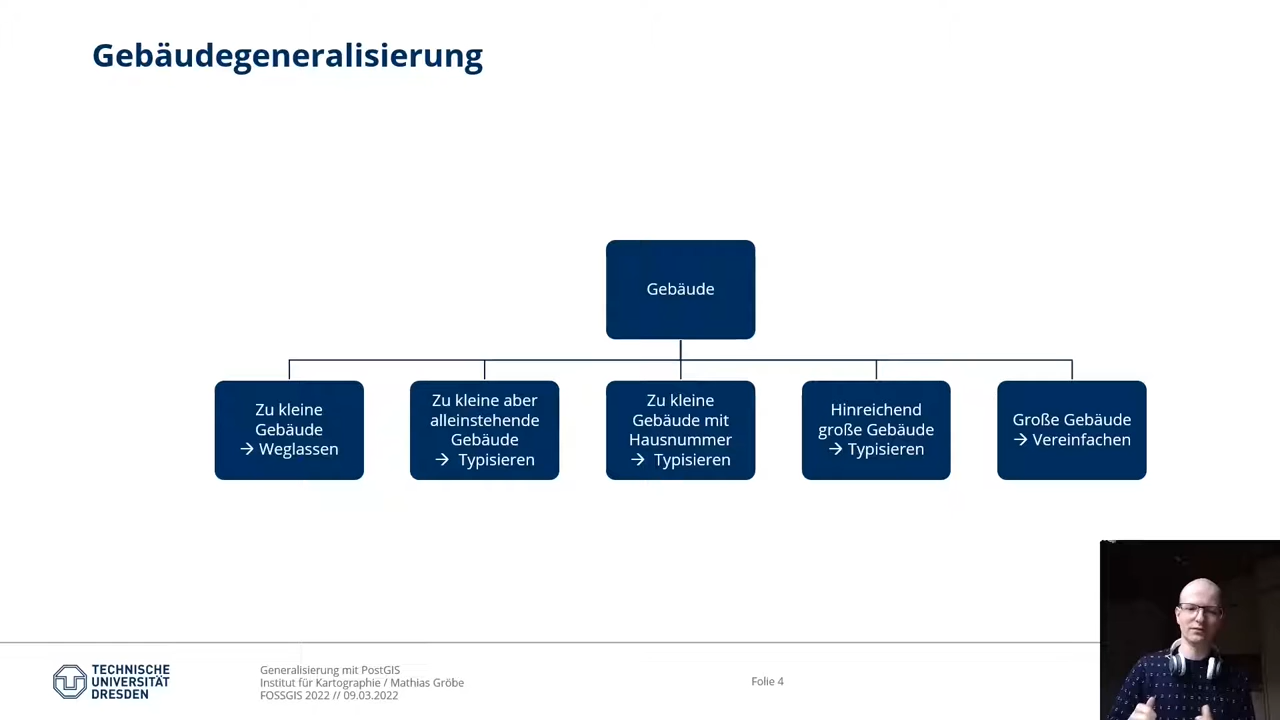 Gebäudegeneralisierung
Gebäude
Zu kleine
Gebäude
→ Weglassen
Zu kleine aber
alleinstehende
Gebäude
→ Typisieren
Zu kleine
Gebäude mit
Hausnummer
→ Typisieren
Hinreichend
große Gebäude
→ Typisieren
Große Gebäude
→ Vereinfachen
TECHNISCHE
UNIVERSITÄT
DRESDEN
Generalisierung mit PostGIS
Institut für Kartographie / Mathias Gröbe
FOSSGIS 2022 // 09.03.2022
Folie 4